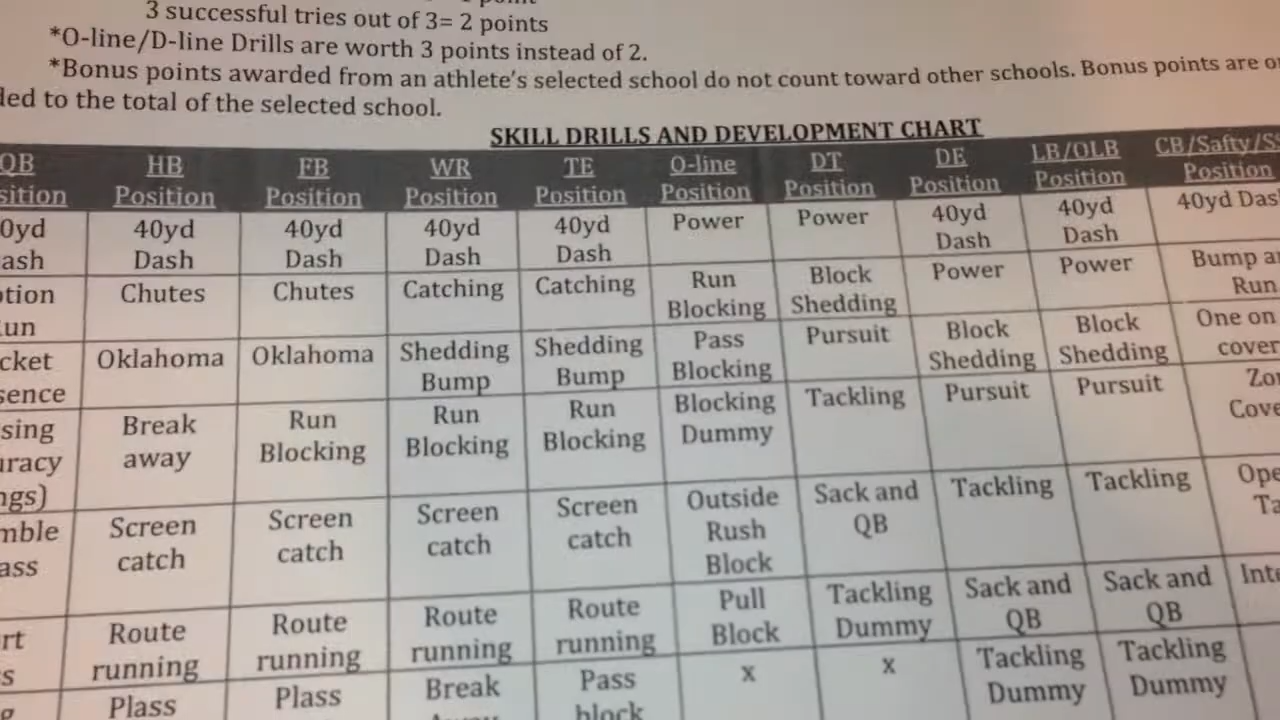 3 successful tries out of 3= 2 points
*O-line/D-line Drills are worth 3 points instead of 2.
*Bonus points awarded from an athlete's selected school do not count toward other schools. Bonus points are
to the total of the selected school.
SKILL DRILLS AND DEVELOPMENT CHART
QB HB FB WR TE O-line DT DE LB/OLB CB/Safty/
Position Position Position Position Position Position Position Position Position
40yd 40yd 40yd 40yd Power Power 40yd 40yd 40yd
Dash Dash Dash Dash Dash Dash
Chutes Chutes Catching Catching Run Block Power Power Bump
Blocking Shedding Run
Oklahoma Oklahoma Shedding Shedding Pass Pursuit Block Block One on
Bump Bump Blocking Shedding Shedding
Break Run Run Run Blocking Tackling Pursuit Pursuit
away Blocking Blocking Blocking Dummy
Screen Screen Screen Screen Outside Sack and Tackling Tackling
catch catch catch catch Rush QB
Block
Route Route Route Route Pull Tackling Sack and Sack and
running running running running Block Dummy QB QB
Plass Plass Break Pass x x Tackling Tackling
block Dummy Dummy